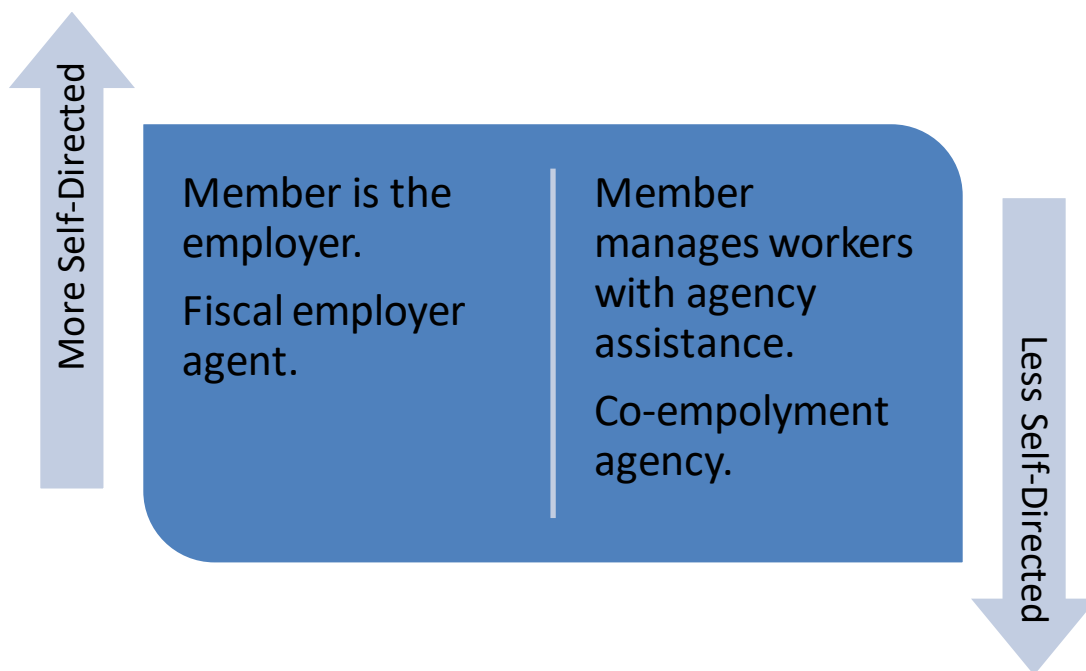 More Self-Directed
Member is the
employer.
Fiscal employer
agent.
Member
manages workers
with agency
assistance.
Co-empolyment
agency.
Less Self-Directed